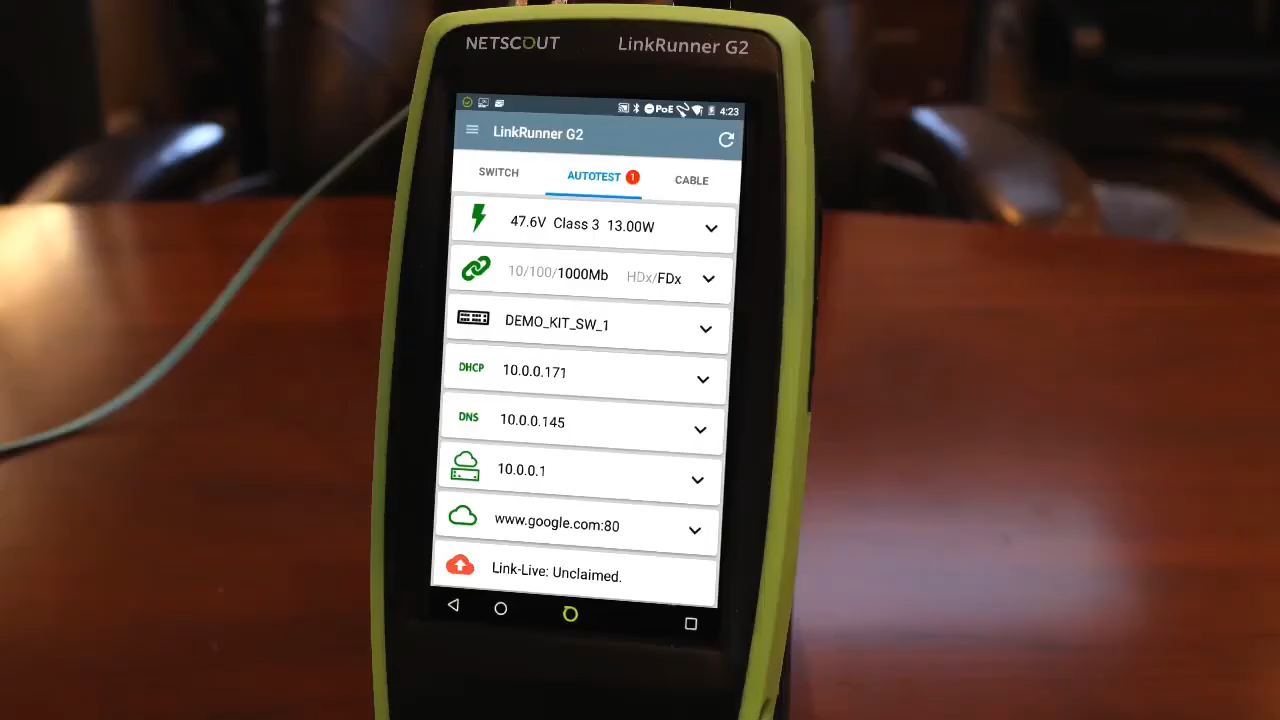 NETSCOUT LinkRunner G2
PoE 4:23
LinkRunner G2
SWITCH AUTOTEST 1 CABLE
47.6V Class 3 13.00W
10/100/1000Mb HDx/FDx
DEMO_KIT_SW_1
DHCP 10.0.0.171
DNS 10.0.0.145
10.0.0.1
www.google.com:80
Link-Live: Unclaimed.